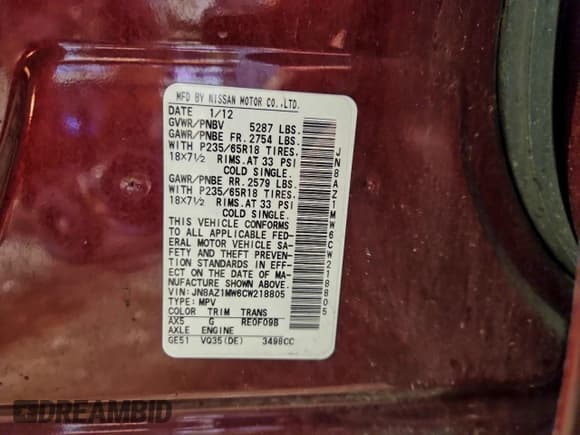 MFD BY NISSAN MOTOR CO.,LTD.
DATE 1/12
GVWR/PNBV 5287 LBS.
GAWR/PNBE FR. 2754 LBS.
WITH P235/65R18 TIRES.
18X7½ RIMS. AT 33 PSI
COLD SINGLE.
GAWR/PNBE RR. 2579 LBS.
WITH P235/65R18 TIRES.
18X7½ RIMS. AT 33 PSI
COLD SINGLE.
THIS VEHICLE CONFORMS
TO ALL APPLICABLE FED-
ERAL MOTOR VEHICLE SA-
FETY AND THEFT PREVEN-
TION STANDARDS IN EFF-
ECT ON THE DATE OF MA-
NUFACTURE SHOWN ABOVE.
VIN: JN8AZ1MW6CW218805
TYPE: MPV
COLOR TRIM TRANS
AX5 G RE0F09B
AXLE ENGINE
GE51 VQ35(DE) 3498CC
JN8AZ1MW6CW218805
DREAMBID